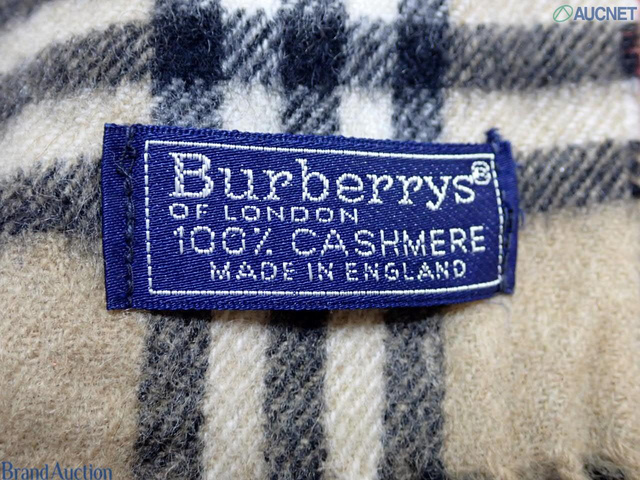 AUCNET
Burberrys®
OF LONDON
100% CASHMERE
MADE IN ENGLAND
BrandAuction